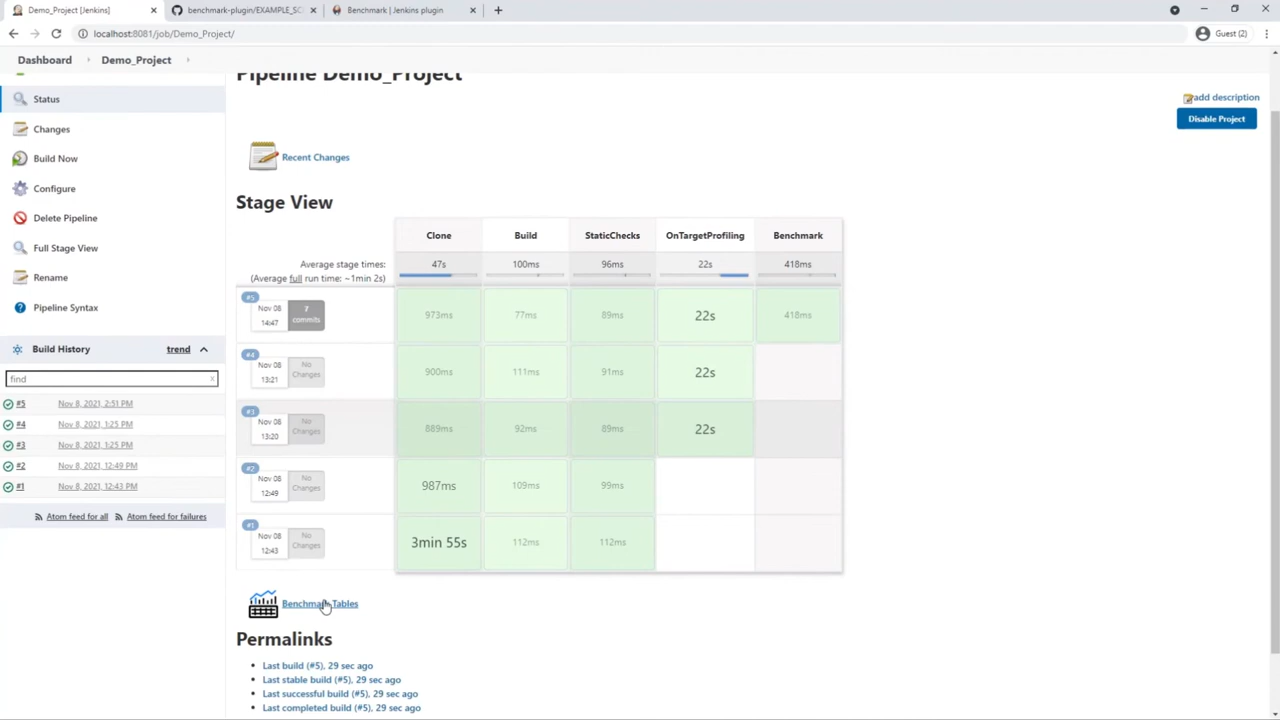 Demo_Project [Jenkins]
benchmark-plugin/EXAMPLE_SC
Benchmark | Jenkins plugin
localhost:8081/job/Demo_Project/
Guest (2)
Dashboard
Demo_Project
Status
Changes
Build Now
Configure
Delete Pipeline
Full Stage View
Rename
Pipeline Syntax
Build History
trend
find
x
#5 Nov 8, 2021, 2:51 PM
#4 Nov 8, 2021, 1:25 PM
#3 Nov 8, 2021, 1:25 PM
#2 Nov 8, 2021, 12:49 PM
#1 Nov 8, 2021, 12:43 PM
Atom feed for all Atom feed for failures
Pipeline Demo_Project
add description
Disable Project
Recent Changes
Stage View
Clone Build StaticChecks OnTargetProfiling Benchmark
Average stage times: 47s 100ms 96ms 22s 418ms
(Average full run time: ~1min 2s)
#5
Nov 08
14:47
7
commits
973ms 77ms 89ms 22s 418ms
#4
Nov 08
13:21
No
Changes
900ms 111ms 91ms 22s
#3
Nov 08
13:20
No
Changes
889ms 92ms 89ms 22s
#2
Nov 08
12:49
No
Changes
987ms 109ms 99ms
#1
Nov 08
12:43
No
Changes
3min 55s 112ms 112ms
Benchmark Tables
Permalinks
Last build (#5), 29 sec ago
Last stable build (#5), 29 sec ago
Last successful build (#5), 29 sec ago
Last completed build (#5), 29 sec ago